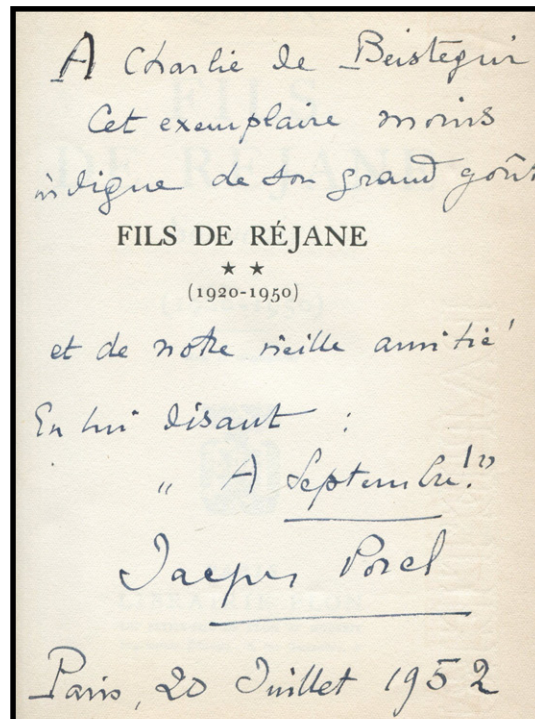 A Charlie de Beistegui
Cet exemplaire moins
indigne de son grand goût
FILS DE RÉJANE
★ ★
(1920-1950)
et de notre vieille amitié
En lui disant :
" A Septembre ! "
Jacques Porel
Paris, 20 Juillet 1952